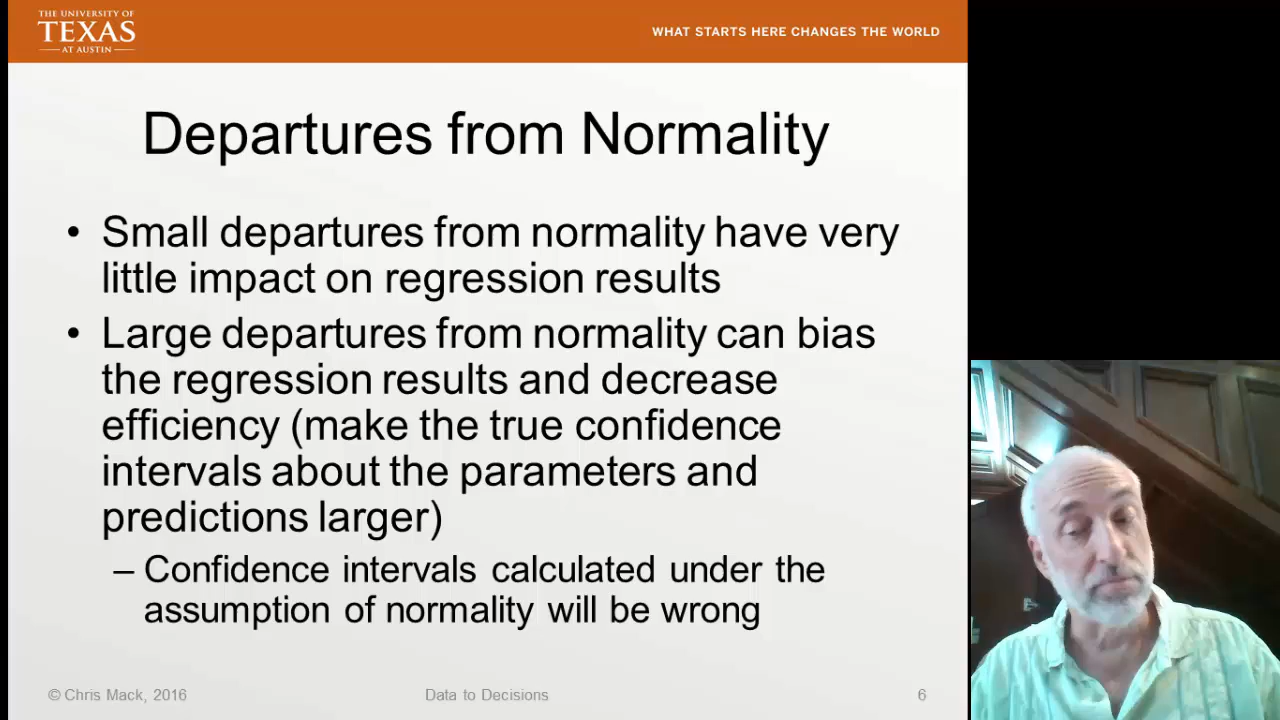 THE UNIVERSITY OF
TEXAS
AT AUSTIN
WHAT STARTS HERE CHANGES THE WORLD
Departures from Normality
• Small departures from normality have very
little impact on regression results
• Large departures from normality can bias
the regression results and decrease
efficiency (make the true confidence
intervals about the parameters and
predictions larger)
– Confidence intervals calculated under the
assumption of normality will be wrong
© Chris Mack, 2016
Data to Decisions
6